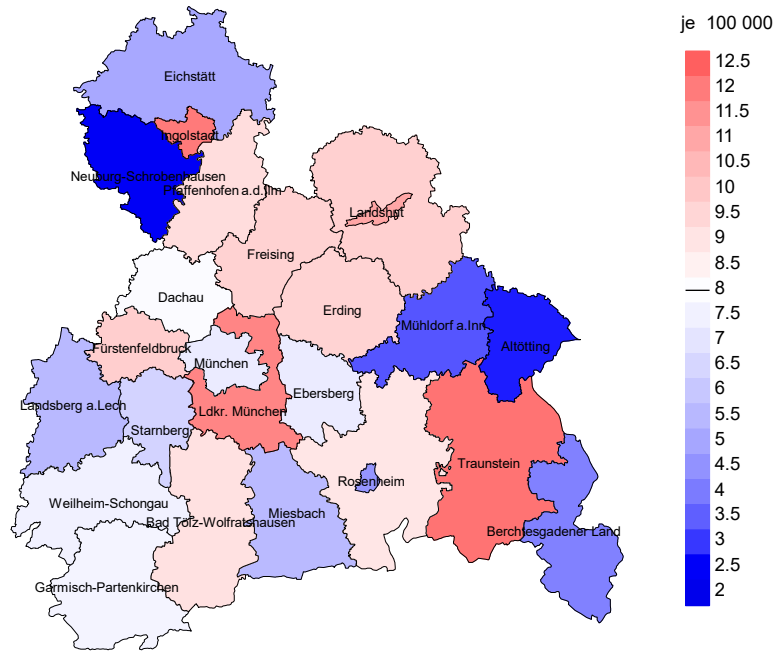 je 100 000
12.5
12
11.5
11
10.5
10
9.5
9
8.5
8
7.5
7
6.5
6
5.5
5
4.5
4
3.5
3
2.5
2
Eichstätt
Ingolstadt
Neuburg-Schrobenhausen
Pfaffenhofen a.d.Ilm
Landshut
Freising
Dachau
Erding
Mühldorf a.Inn
Altötting
Fürstenfeldbruck
München
Ebersberg
Landsberg a.Lech
Ldkr. München
Starnberg
Traunstein
Rosenheim
Weilheim-Schongau
Miesbach
Bad Tölz-Wolfratshausen
Berchtesgadener Land
Garmisch-Partenkirchen